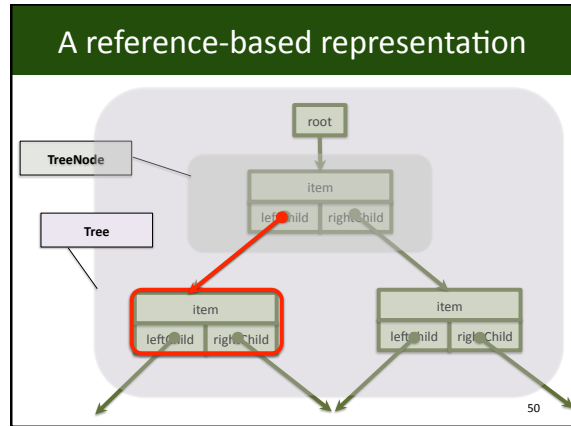 A reference-based representation
root
TreeNode
item
leftChild rightChild
Tree
item
leftChild rightChild
item
leftChild rightChild
50